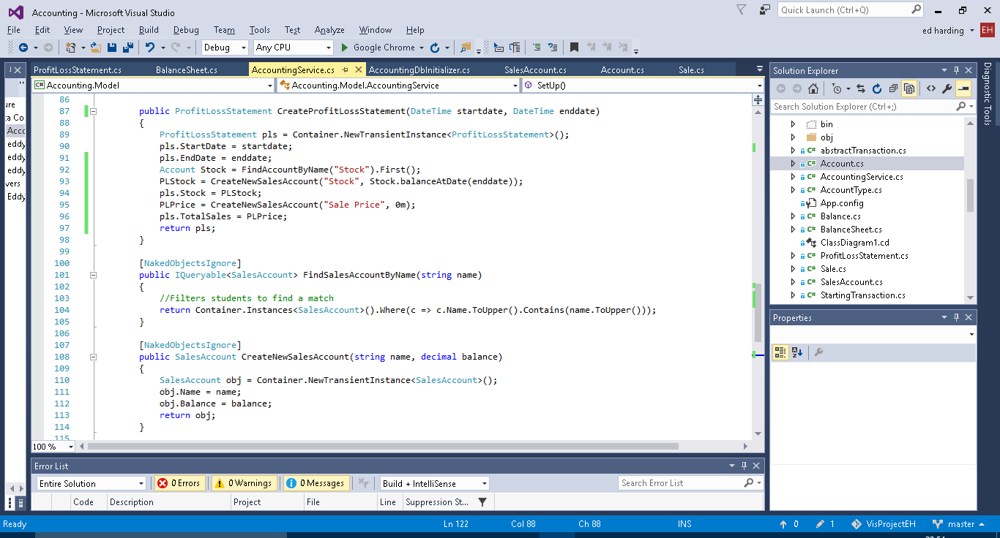 Accounting - Microsoft Visual Studio
Quick Launch (Ctrl+Q)
File Edit View Project Build Debug Team Tools Test Analyze Window Help
ed harding EH
Debug Any CPU Google Chrome
ProfitLossStatement.cs BalanceSheet.cs AccountingService.cs AccountingDbInitializer.cs SalesAccount.cs Account.cs Sale.cs
C# Accounting.Model Accounting.Model.AccountingService SetUp()
86
87 public ProfitLossStatement CreateProfitLossStatement(DateTime startdate, DateTime enddate)
88 {
89 ProfitLossStatement pls = Container.NewTransientInstance<ProfitLossStatement>();
90 pls.StartDate = startdate;
91 pls.EndDate = enddate;
92 Account Stock = FindAccountByName("Stock").First();
93 PLStock = CreateNewSalesAccount("Stock", Stock.balanceAtDate(enddate));
94 pls.Stock = PLStock;
95 PLPrice = CreateNewSalesAccount("Sale Price", 0m);
96 pls.TotalSales = PLPrice;
97 return pls;
98 }
99
100 [NakedObjectsIgnore]
101 public IQueryable<SalesAccount> FindSalesAccountByName(string name)
102 {
103 //Filters students to find a match
104 return Container.Instances<SalesAccount>().Where(c => c.Name.ToUpper().Contains(name.ToUpper()));
105 }
106
107 [NakedObjectsIgnore]
108 public SalesAccount CreateNewSalesAccount(string name, decimal balance)
109 {
110 SalesAccount obj = Container.NewTransientInstance<SalesAccount>();
111 obj.Name = name;
112 obj.Balance = balance;
113 return obj;
114 }
115
100 %
ure
ta Co
Acco
eddy
eddy
eddy
vers
Eddy
Solution Explorer
Search Solution Explorer (Ctrl+;)
bin
obj
C# abstractTransaction.cs
C# Account.cs
C# AccountingService.cs
C# AccountType.cs
App.config
C# Balance.cs
C# BalanceSheet.cs
ClassDiagram1.cd
C# ProfitLossStatement.cs
C# Sale.cs
C# SalesAccount.cs
C# StartingTransaction.cs
Diagnostic Tools
Properties
Error List
Entire Solution 0 Errors 0 Warnings 0 Messages Build + IntelliSense Search Error List
Code Description Project File Line Suppression St...
Ready Ln 122 Col 88 Ch 88 INS 0 1 VisProjectEH master